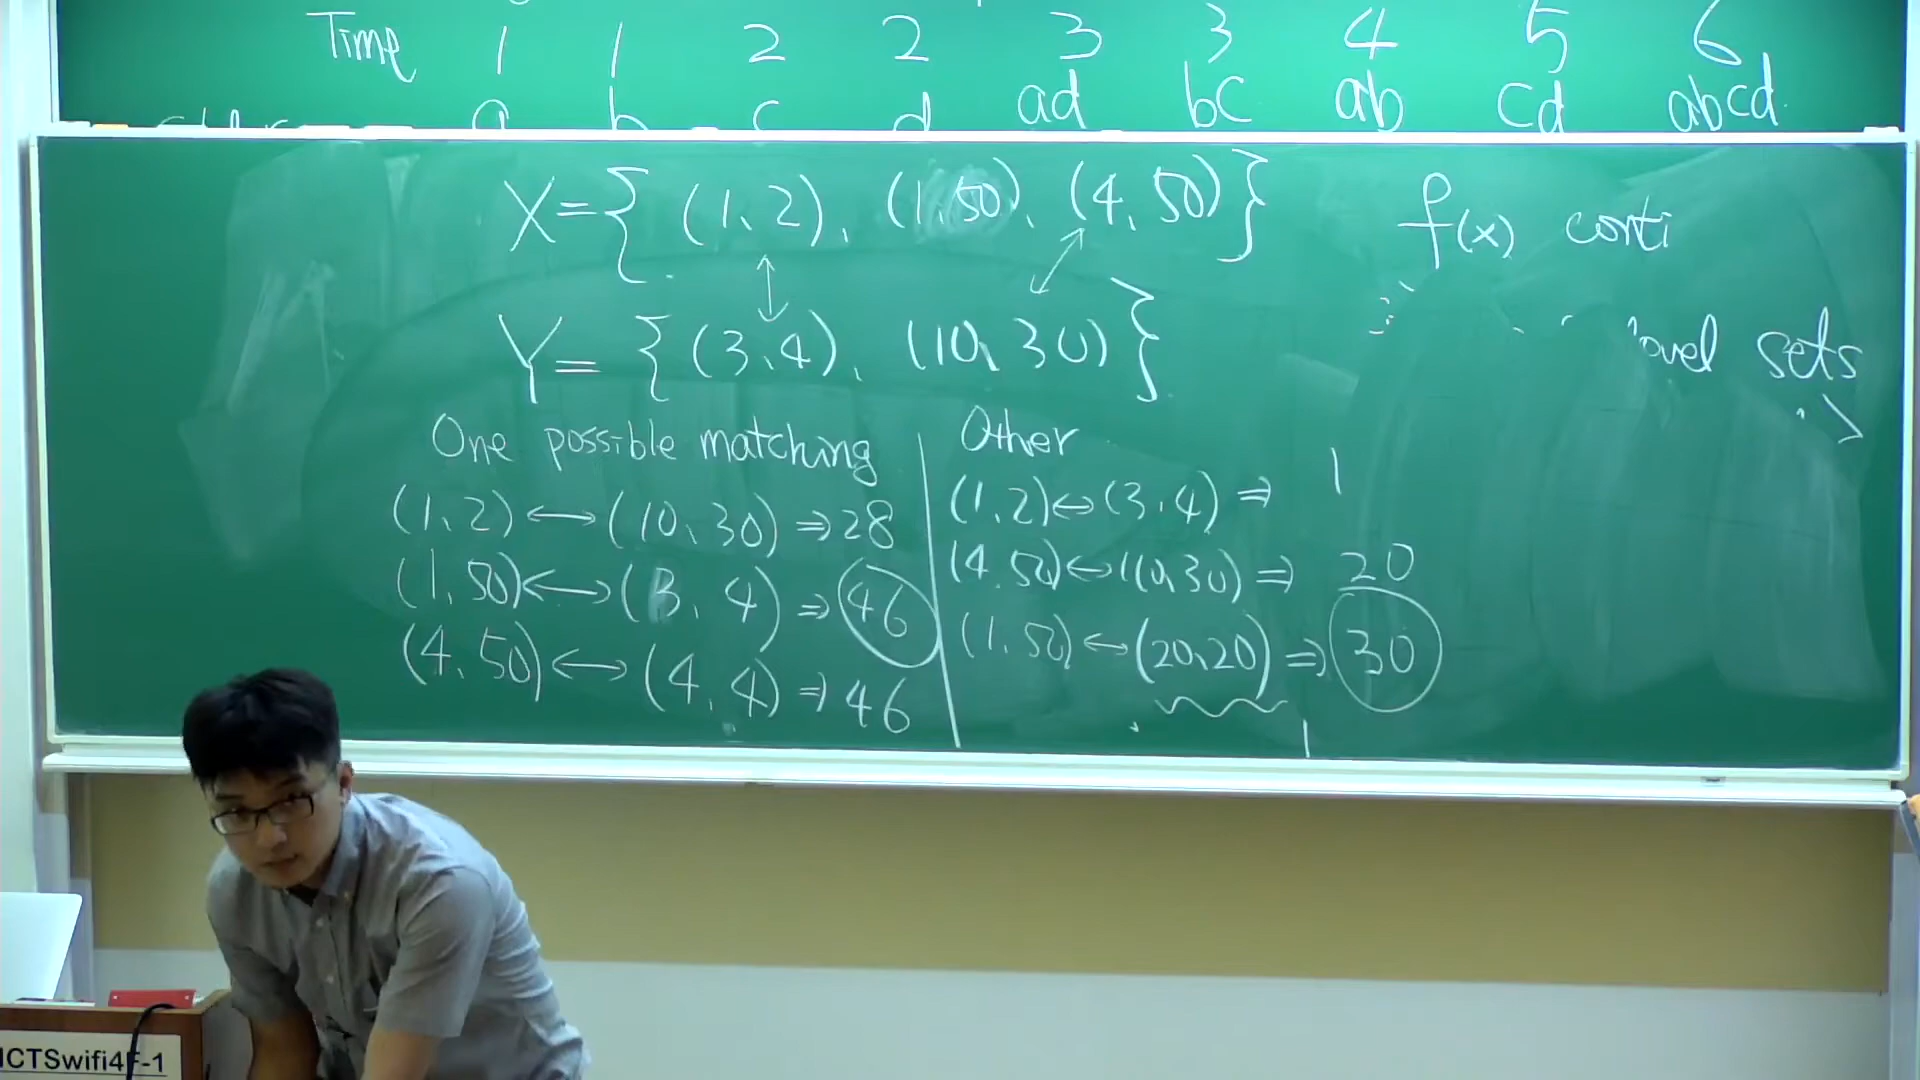 Time 1 1 2 2 3 3 4 5 6
a b c d ad bc ab cd abcd
X={ (1,2), (1,50), (4,50)}
f(x) conti
Y= {(3,4), (10,30)}
sets
One possible matching
(1,2) ↔ (10,30) ⇒ 28
(1,50) ↔ (3,4) ⇒ 46
(4,50) ↔ (4,4) ⇒ 46
Other
(1,2) ↔ (3,4) ⇒ 1
(4,50) ↔ (10,30) ⇒ 20
(1,50) ↔ (20,20) ⇒ 30
ICTSwifi4F-1